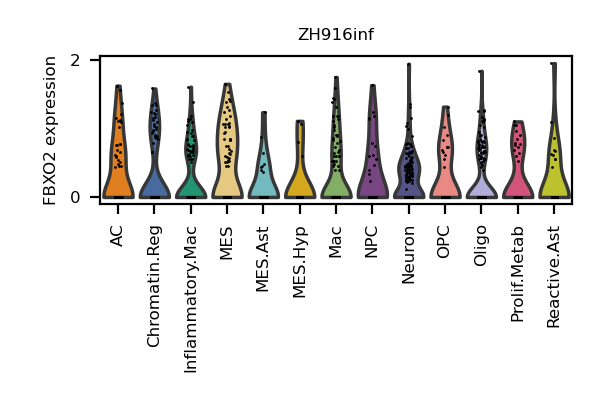 ZH916inf
FBXO2 expression
2
0
AC
Chromatin.Reg
Inflammatory.Mac
MES
MES.Ast
MES.Hyp
Mac
NPC
Neuron
OPC
Oligo
Prolif.Metab
Reactive.Ast